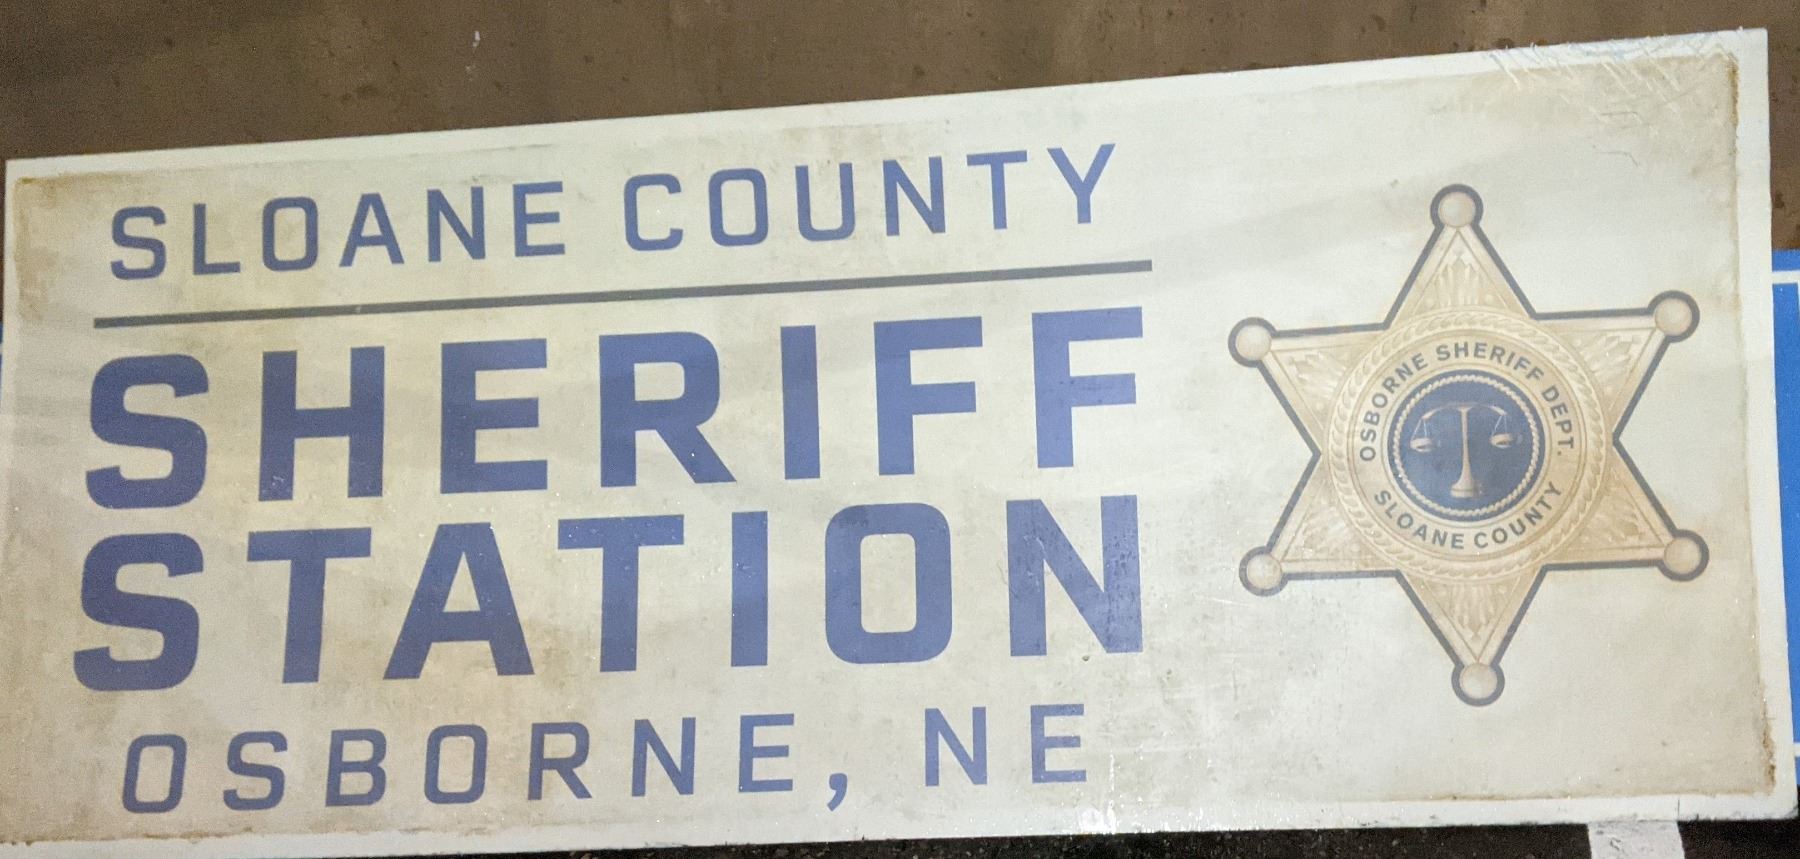 SLOANE COUNTY
SHERIFF
STATION
OSBORNE, NE
OSBORNE SHERIFF DEPT.
SLOANE COUNTY